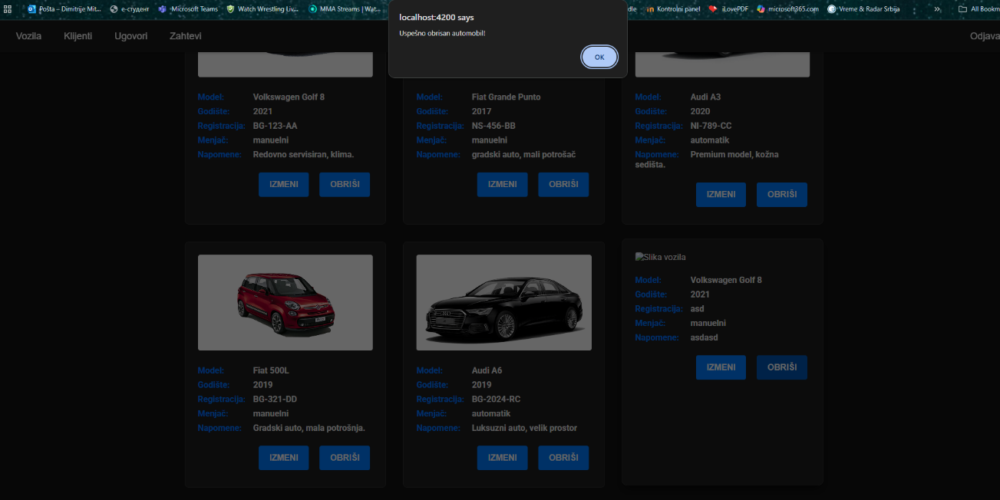 Pošta – Dimitrije Mit...
е-студент
Microsoft Teams
Watch Wrestling Liv...
MMA Streams | Wat...
dle
Kontrolni panel
iLovePDF
microsoft365.com
Vreme & Radar Srbija
»
All Bookm
localhost:4200 says
Uspešno obrisan automobil!
OK
Vozila
Klijenti
Ugovori
Zahtevi
Odjava
Model: Volkswagen Golf 8
Godište: 2021
Registracija: BG-123-AA
Menjač: manuelni
Napomene: Redovno servisiran, klima.
IZMENI OBRIŠI
Model: Fiat Grande Punto
Godište: 2017
Registracija: NS-456-BB
Menjač: manuelni
Napomene: gradski auto, mali potrošač
IZMENI OBRIŠI
Model: Audi A3
Godište: 2020
Registracija: NI-789-CC
Menjač: automatik
Napomene: Premium model, kožna
sedišta.
IZMENI OBRIŠI
Model: Fiat 500L
Godište: 2019
Registracija: BG-321-DD
Menjač: manuelni
Napomene: Gradski auto, mala potrošnja.
IZMENI OBRIŠI
Model: Audi A6
Godište: 2019
Registracija: BG-2024-RC
Menjač: automatik
Napomene: Luksuzni auto, velik prostor
IZMENI OBRIŠI
Slika vozila
Model: Volkswagen Golf 8
Godište: 2021
Registracija: asd
Menjač: manuelni
Napomene: asdasd
IZMENI OBRIŠI